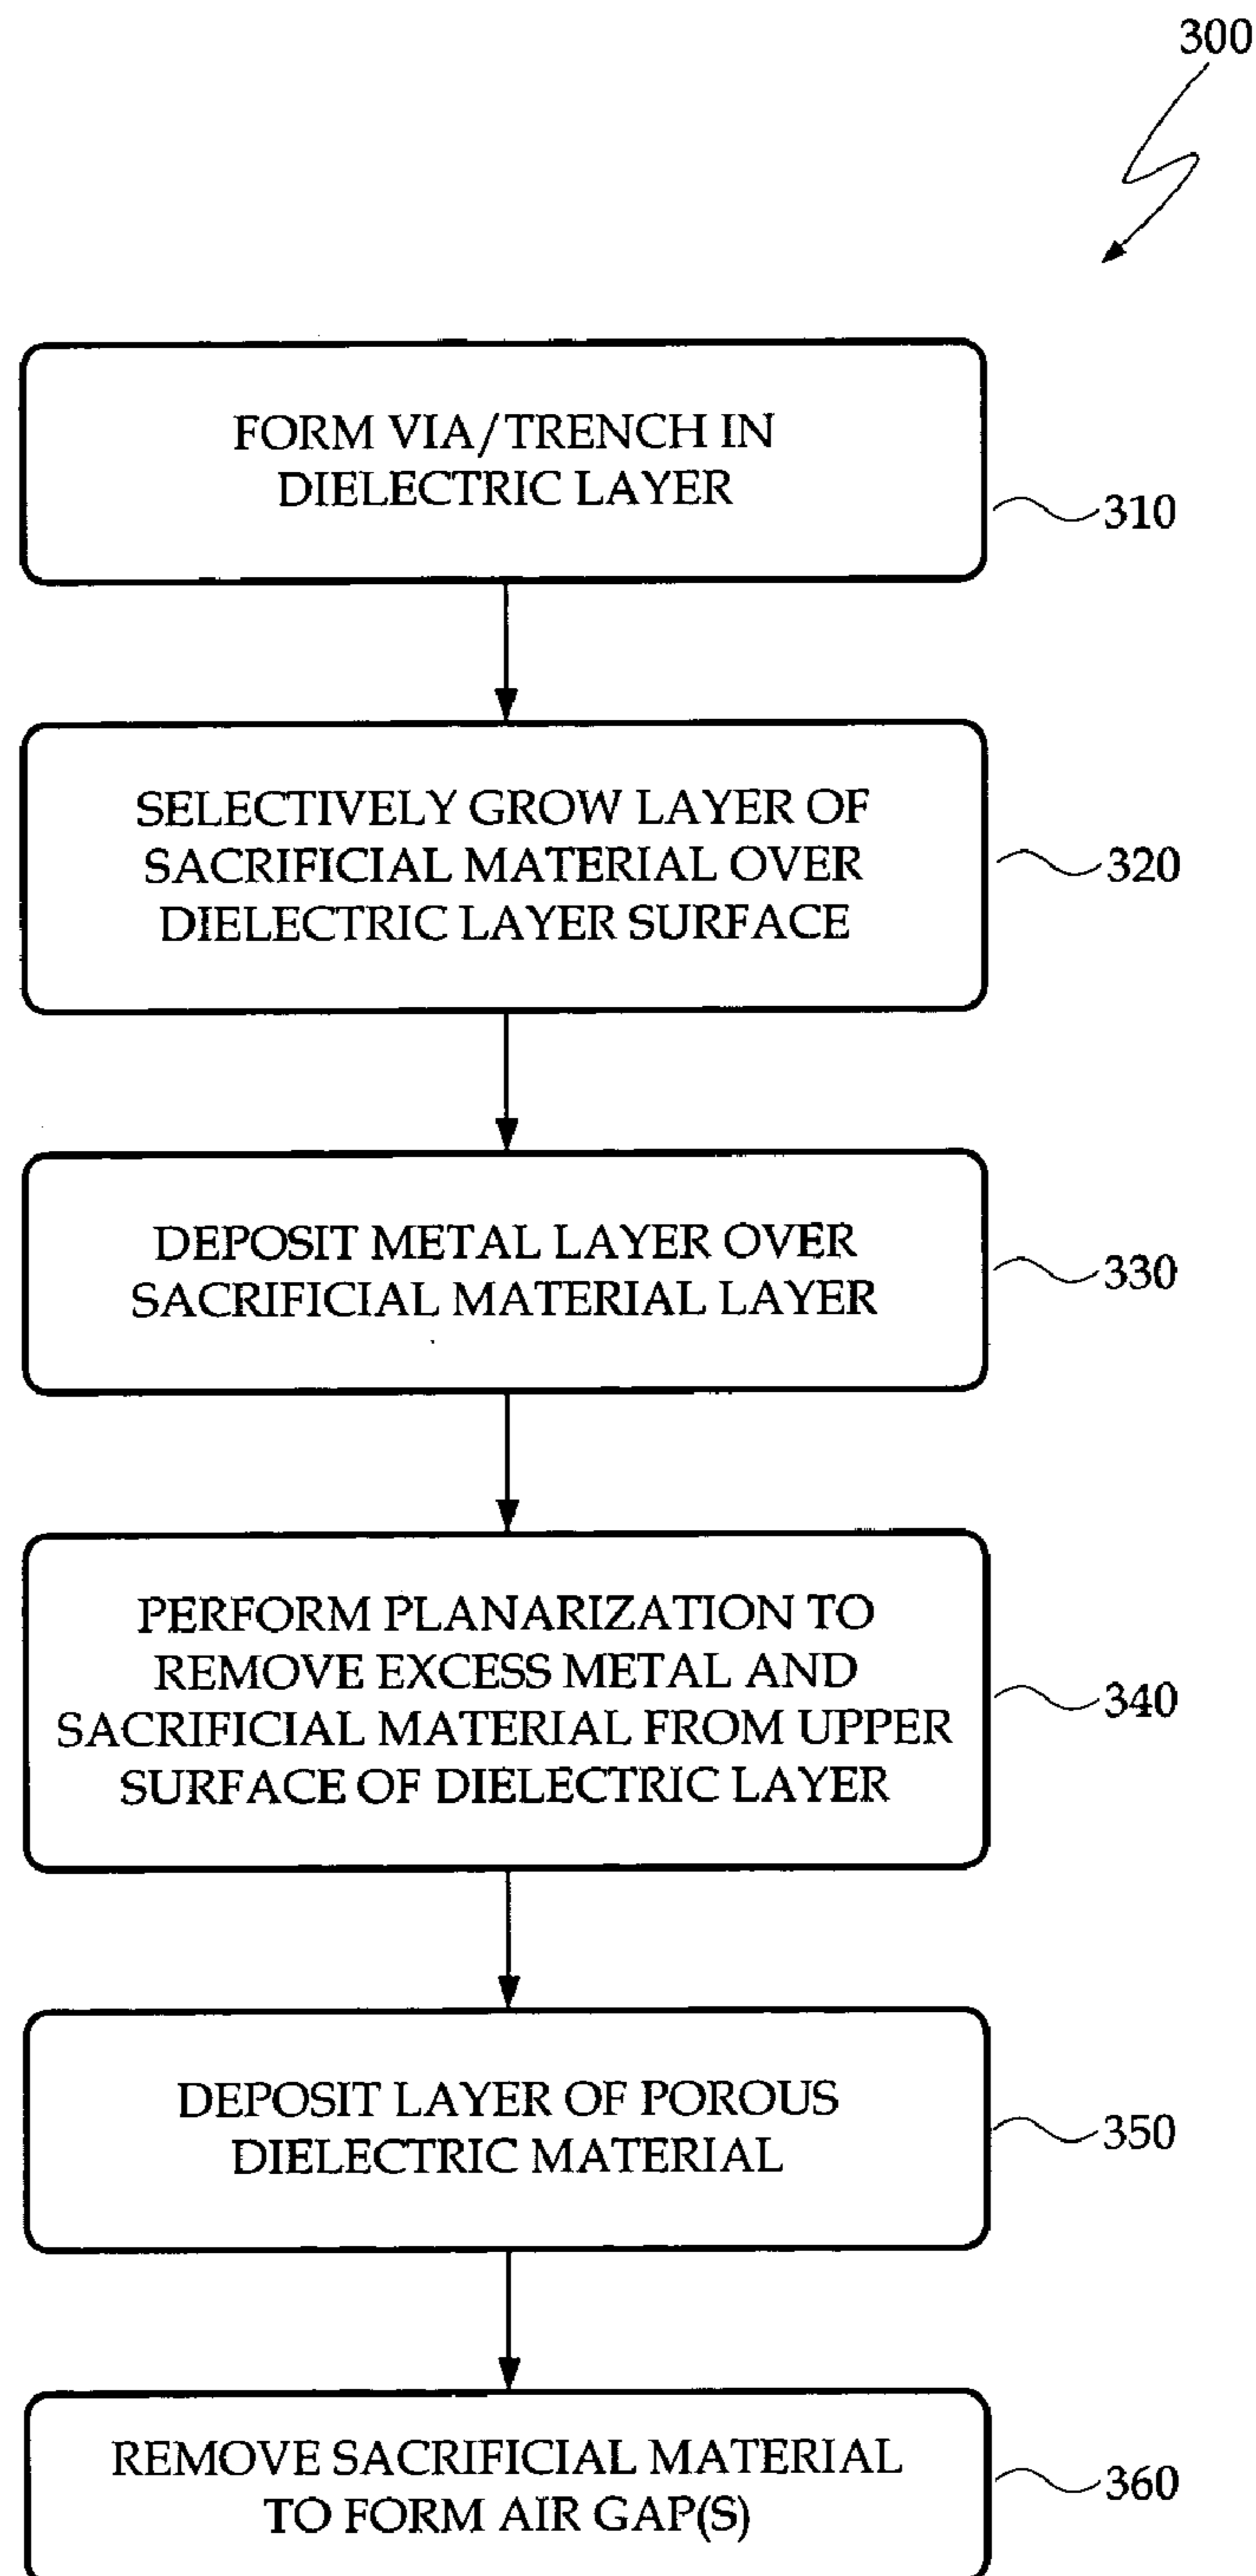 300
FORM VIA/TRENCH IN
DIELECTRIC LAYER
310
SELECTIVELY GROW LAYER OF
SACRIFICIAL MATERIAL OVER
DIELECTRIC LAYER SURFACE
320
DEPOSIT METAL LAYER OVER
SACRIFICIAL MATERIAL LAYER
330
PERFORM PLANARIZATION TO
REMOVE EXCESS METAL AND
SACRIFICIAL MATERIAL FROM UPPER
SURFACE OF DIELECTRIC LAYER
340
DEPOSIT LAYER OF POROUS
DIELECTRIC MATERIAL
350
REMOVE SACRIFICIAL MATERIAL
TO FORM AIR GAP(S)
360